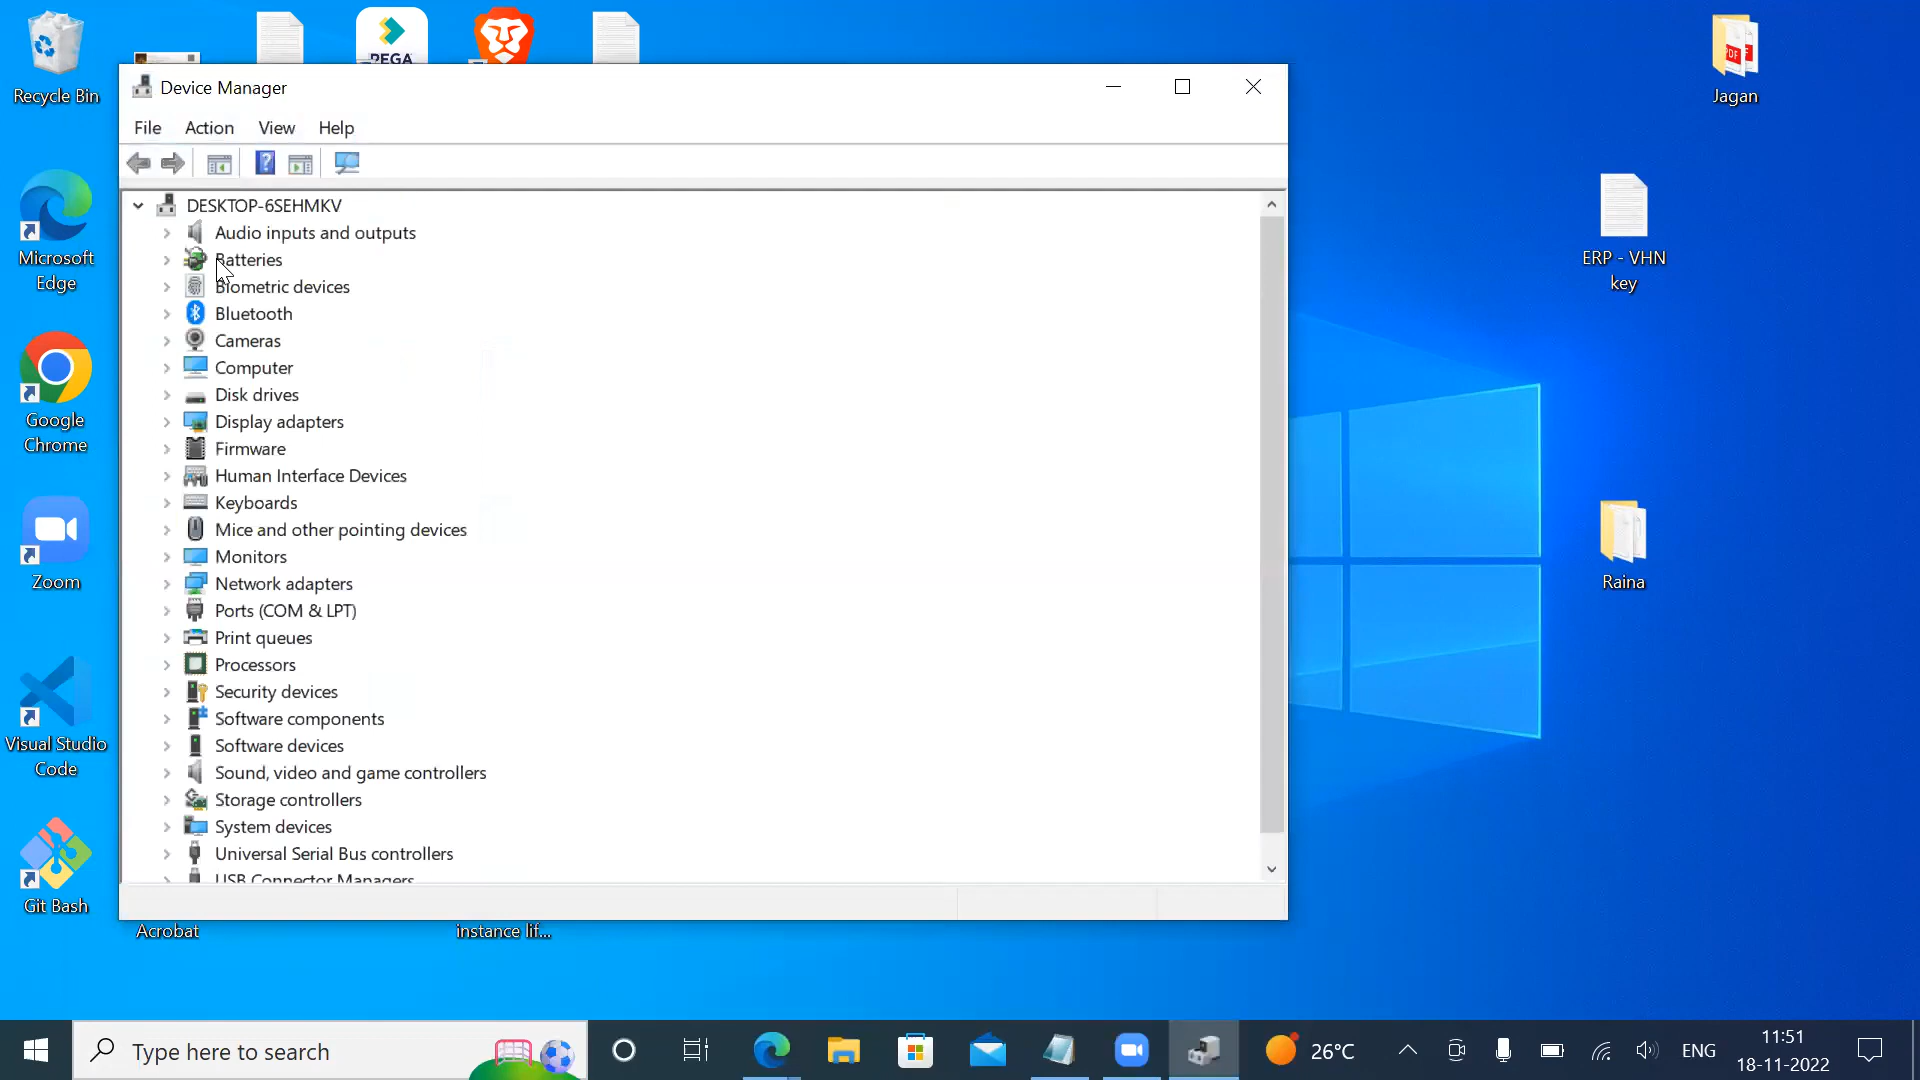 Recycle Bin
PEGA
Jagan
Device Manager
File Action View Help
DESKTOP-6SEHMKV
Audio inputs and outputs
Batteries
Biometric devices
Bluetooth
Cameras
Computer
Disk drives
Display adapters
Firmware
Human Interface Devices
Keyboards
Mice and other pointing devices
Monitors
Network adapters
Ports (COM & LPT)
Print queues
Processors
Security devices
Software components
Software devices
Sound, video and game controllers
Storage controllers
System devices
Universal Serial Bus controllers
USB Connector Managers
Microsoft
Edge
Google
Chrome
Zoom
Visual Studio
Code
Git Bash
Acrobat
instance lif...
ERP - VHN
key
PDF
Raina
Type here to search
26°C
ENG
11:51
18-11-2022